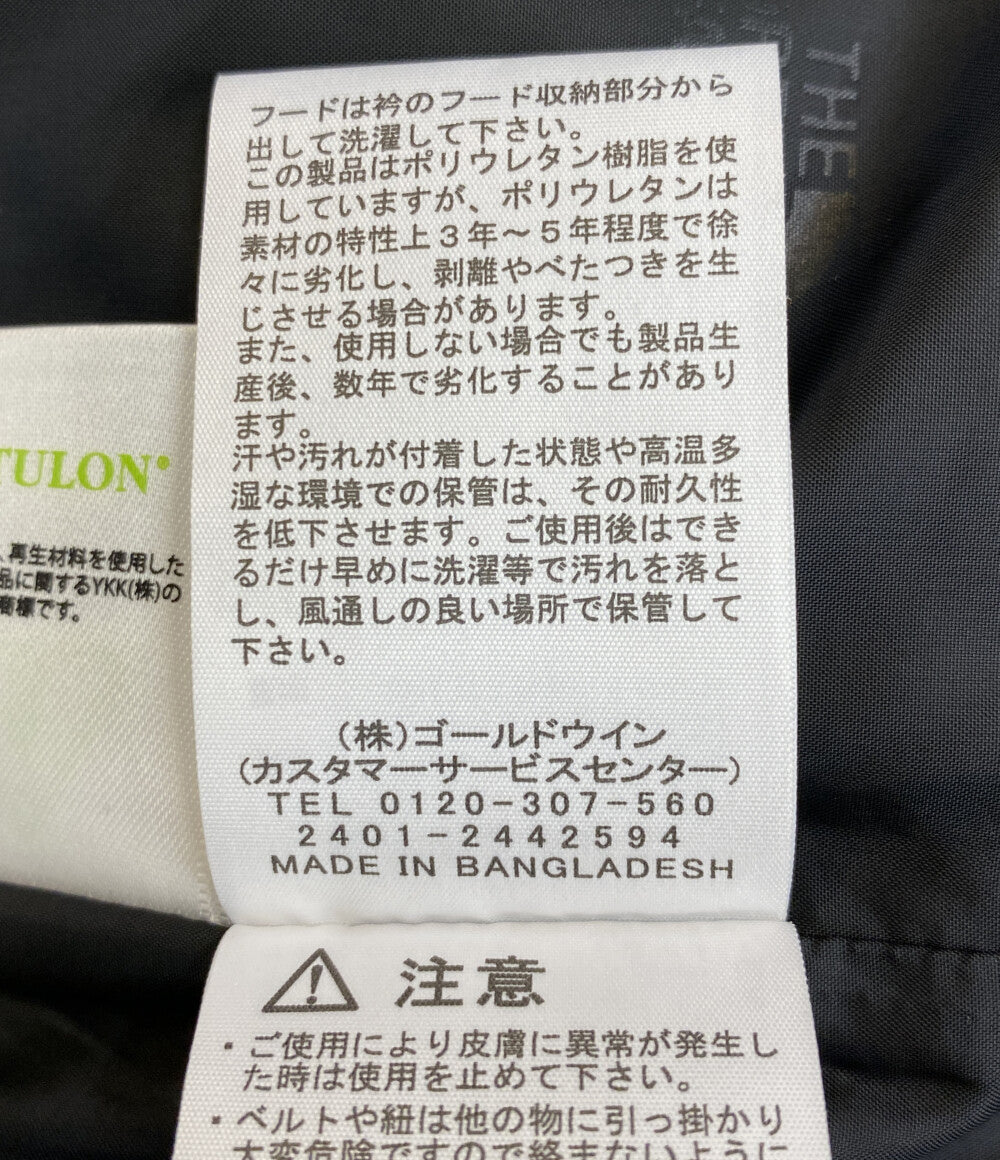 フードは衿のフード収納部分から
出して洗濯して下さい。
この製品はポリウレタン樹脂を使
用していますが、ポリウレタンは
素材の特性上3年～5年程度で徐
々に劣化し、剥離やべたつきを生
じさせる場合があります。
また、使用しない場合でも製品生
産後、数年で劣化することがあり
ます。
汗や汚れが付着した状態や高温多
湿な環境での保管は、その耐久性
を低下させます。ご使用後はでき
るだけ早めに洗濯等で汚れを落と
し、風通しの良い場所で保管して
下さい。
(株)ゴールドウイン
(カスタマーサービスセンター)
TEL 0120-307-560
2401-2442594
MADE IN BANGLADESH
⚠ 注意
・ご使用により皮膚に異常が発生し
た時は使用を止めて下さい。
・ベルトや紐は他の物に引っ掛かり
大変危険ですので絡まないように
TULON®
、再生材料を使用した
品に関するYKK(株)の
商標です。
THE